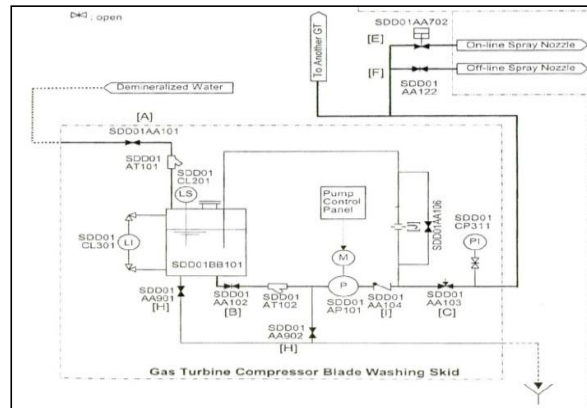 ; open
SDD01AA702
[E]
On-line Spray Nozzle
To Another GT
[F]
Off-line Spray Nozzle
SDD01
AA122
Demineralized Water
[A]
SDD01AA101
SDD01
AT101
SDD01
CL201
LS
Pump
Control
Panel
[J]
SDD01AA106
SDD01
CP311
PI
SDD01
CL301
LI
SDD01BB101
M
P
SDD01
AA901
[H]
SDD01
AA102
[B]
SDD01
AT102
SDD01
AP101
SDD01
AA104
[I]
SDD01
AA103
[C]
SDD01
AA902
[H]
Gas Turbine Compressor Blade Washing Skid